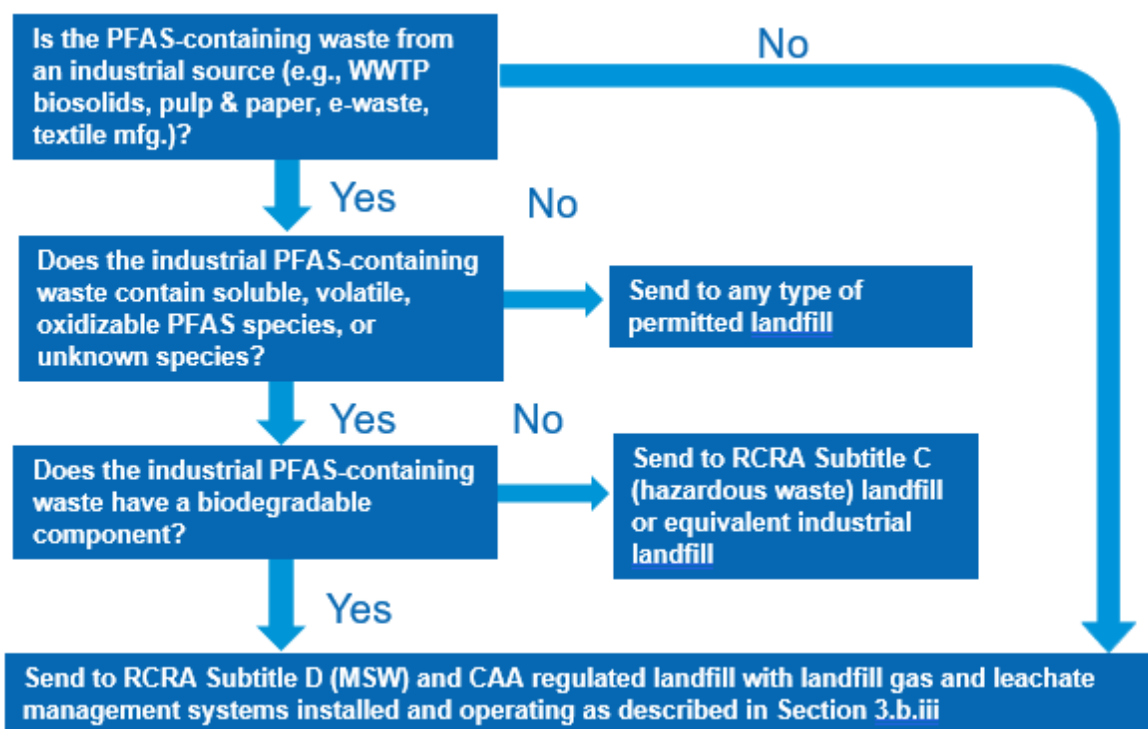 Is the PFAS-containing waste from
an industrial source (e.g., WWTP
biosolids, pulp & paper, e-waste,
textile mfg.)?
No
Yes
No
Does the industrial PFAS-containing
waste contain soluble, volatile,
oxidizable PFAS species, or
unknown species?
Send to any type of
permitted landfill
Yes
No
Does the industrial PFAS-containing
waste have a biodegradable
component?
Send to RCRA Subtitle C
(hazardous waste) landfill
or equivalent industrial
landfill
Yes
Send to RCRA Subtitle D (MSW) and CAA regulated landfill with landfill gas and leachate
management systems installed and operating as described in Section 3.b.iii